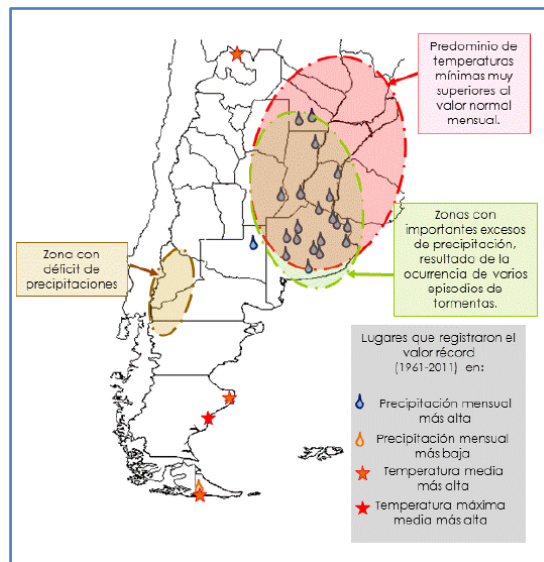 Predominio de
temperaturas
mínimas muy
superiores al
valor normal
mensual.
Zona con
déficit de
precipitaciones
Zonas con
importantes excesos
de precipitación,
resultado de la
ocurrencia de varios
episodios de
tormentas.
Lugares que registraron el
valor récord
(1961-2011) en:
Precipitación mensual
más alta
Precipitación mensual
más baja
Temperatura media
más alta
Temperatura máxima
media más alta